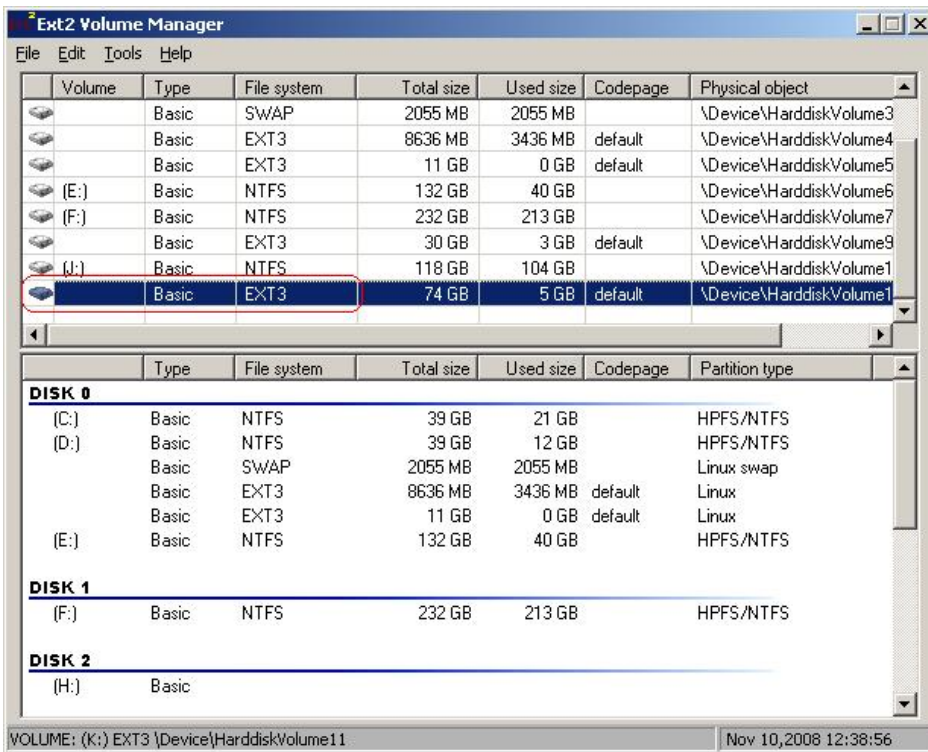 Ext2 Volume Manager
File Edit Tools Help
Volume Type File system Total size Used size Codepage Physical object
Basic SWAP 2055 MB 2055 MB \Device\HarddiskVolume3
Basic EXT3 8636 MB 3436 MB default \Device\HarddiskVolume4
Basic EXT3 11 GB 0 GB default \Device\HarddiskVolume5
(E:) Basic NTFS 132 GB 40 GB \Device\HarddiskVolume6
(F:) Basic NTFS 232 GB 213 GB \Device\HarddiskVolume7
Basic EXT3 30 GB 3 GB default \Device\HarddiskVolume9
(J:) Basic NTFS 118 GB 104 GB \Device\HarddiskVolume1
Basic EXT3 74 GB 5 GB default \Device\HarddiskVolume1
Type File system Total size Used size Codepage Partition type
DISK 0
(C:) Basic NTFS 39 GB 21 GB HPFS/NTFS
(D:) Basic NTFS 39 GB 12 GB HPFS/NTFS
Basic SWAP 2055 MB 2055 MB Linux swap
Basic EXT3 8636 MB 3436 MB default Linux
Basic EXT3 11 GB 0 GB default Linux
(E:) Basic NTFS 132 GB 40 GB HPFS/NTFS
DISK 1
(F:) Basic NTFS 232 GB 213 GB HPFS/NTFS
DISK 2
(H:) Basic
VOLUME: (K:) EXT3 \Device\HarddiskVolume11 Nov 10,2008 12:38:56